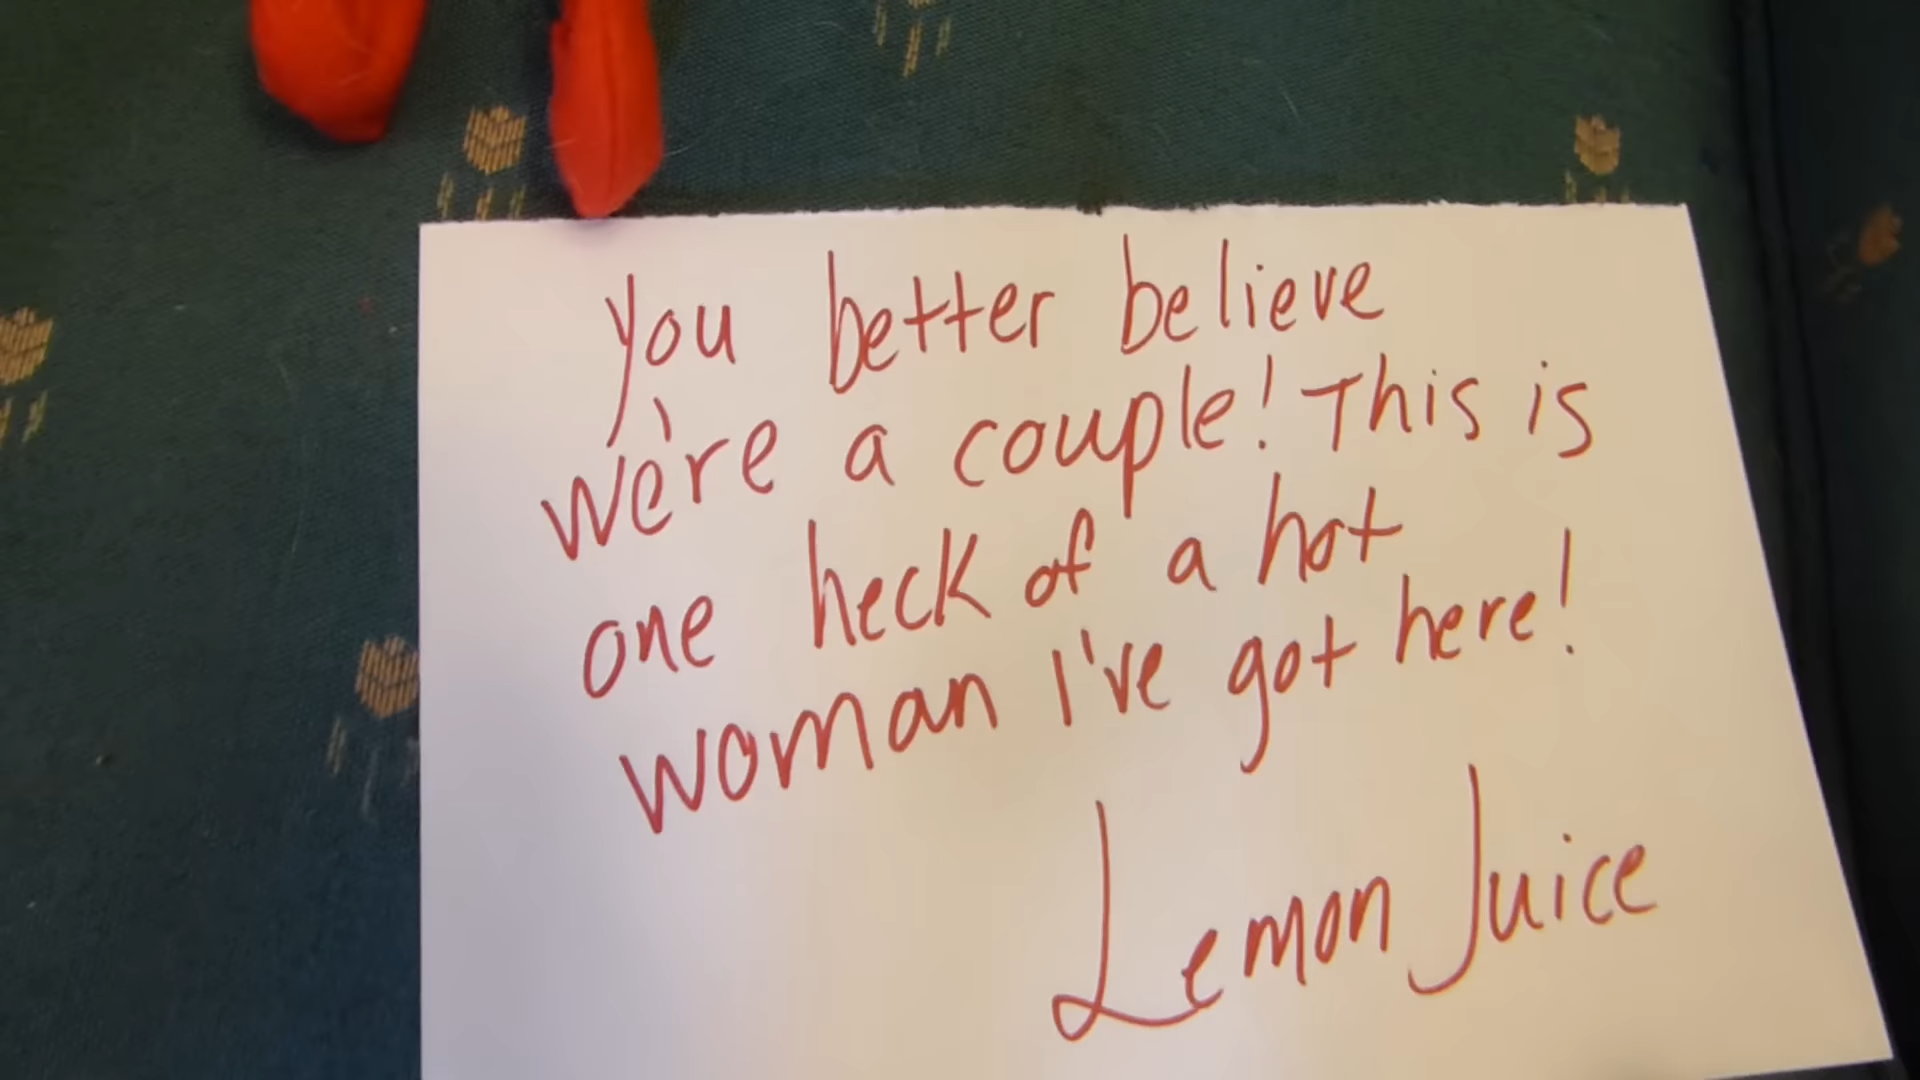 You better believe
we're a couple! This is
one heck of a hot
woman I've got here!
Lemon Juice